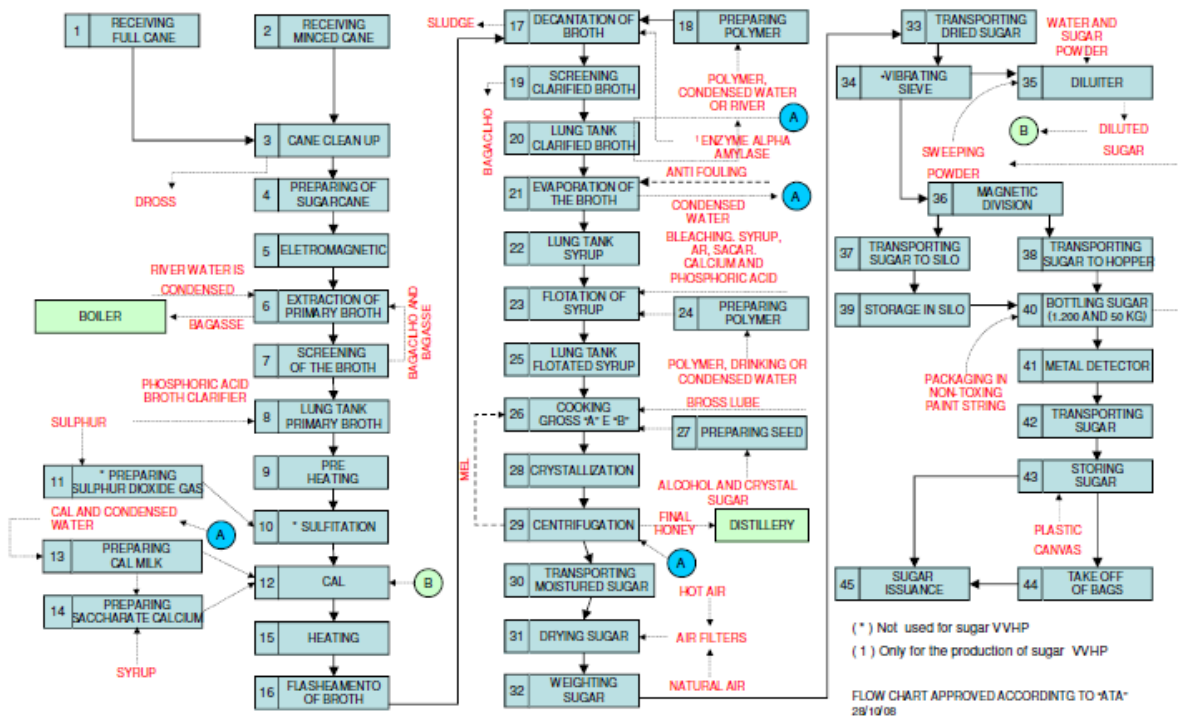 1 RECEIVING
FULL CANE
2 RECEIVING
MINCED CANE
3 CANE CLEAN UP
DROSS
4 PREPARING OF
SUGARCANE
5 ELETROMAGNETIC
RIVER WATER IS
CONDENSED
6 EXTRACTION OF
PRIMARY BROTH
BOILER
BAGASSE
BAGACILHO AND
BAGASSE
7 SCREENING
OF THE BROTH
PHOSPHORIC ACID
BROTH CLARIFIER
8 LUNG TANK
PRIMARY BROTH
SULPHUR
9 PRE
HEATING
11 * PREPARING
SULPHUR DIOXIDE GAS
10 * SULFITATION
CAL AND CONDENSED
WATER
A
13 PREPARING
CAL MILK
12 CAL
B
14 PREPARING
SACCHARATE CALCIUM
SYRUP
15 HEATING
16 FLASHEAMENTO
OF BROTH
SLUDGE
17 DECANTATION OF
BROTH
18 PREPARING
POLYMER
POLYMER,
CONDENSED WATER
OR RIVER
19 SCREENING
CLARIFIED BROTH
BAGACILHO
A
20 LUNG TANK
CLARIFIED BROTH
ENZYME ALPHA
AMYLASE
ANTI FOULING
21 EVAPORATION OF
THE BROTH
A
CONDENSED
WATER
22 LUNG TANK
SYRUP
BLEACHING. SYRUP,
AR, SACAR.
CALCIUM AND
PHOSPHORIC ACID
23 FLOTATION OF
SYRUP
24 PREPARING
POLYMER
25 LUNG TANK
FLOTATED SYRUP
POLYMER, DRINKING OR
CONDENSED WATER
26 COOKING
GROSS "A" E "B"
BROSS LUBE
27 PREPARING SEED
MEL
28 CRYSTALLIZATION
ALCOHOL AND CRYSTAL
SUGAR
29 CENTRIFUGATION
FINAL
HONEY
DISTILLERY
A
30 TRANSPORTING
MOISTURED SUGAR
HOT AIR
31 DRYING SUGAR
AIR FILTERS
NATURAL AIR
32 WEIGHTING
SUGAR
33 TRANSPORTING
DRIED SUGAR
WATER AND
SUGAR
POWDER
34 -VIBRATING
SIEVE
35 DILUITER
B
DILUTED
SUGAR
SWEEPING
POWDER
36 MAGNETIC
DIVISION
37 TRANSPORTING
SUGAR TO SILO
38 TRANSPORTING
SUGAR TO HOPPER
39 STORAGE IN SILO
40 BOTTLING SUGAR
(1.200 AND 50 KG)
41 METAL DETECTOR
PACKAGING IN
NON-TOXING
PAINT STRING
42 TRANSPORTING
SUGAR
43 STORING
SUGAR
PLASTIC
CANVAS
45 SUGAR
ISSUANCE
44 TAKE OFF
OF BAGS
( * ) Not used for sugar VVHP
( 1 ) Only for the production of sugar VVHP
FLOW CHART APPROVED ACCORDINTG TO "ATA"
28/10/08